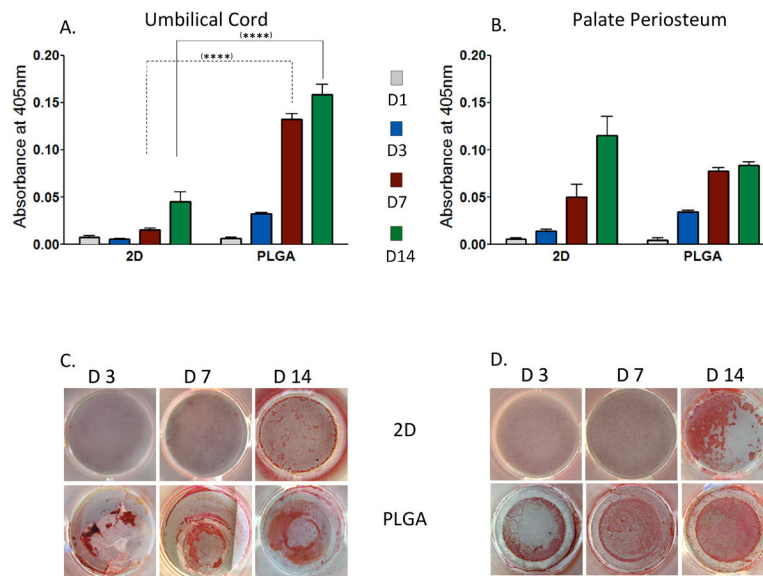 A.
Umbilical Cord
(****)
(****)
Absorbance at 405nm
0.20
0.15
0.10
0.05
0.00
2D
PLGA
D1
D3
D7
D14
B.
Palate Periosteum
Absorbance at 405nm
0.20
0.15
0.10
0.05
0.00
2D
PLGA
C.
D 3
D 7
D 14
2D
PLGA
D.
D 3
D 7
D 14